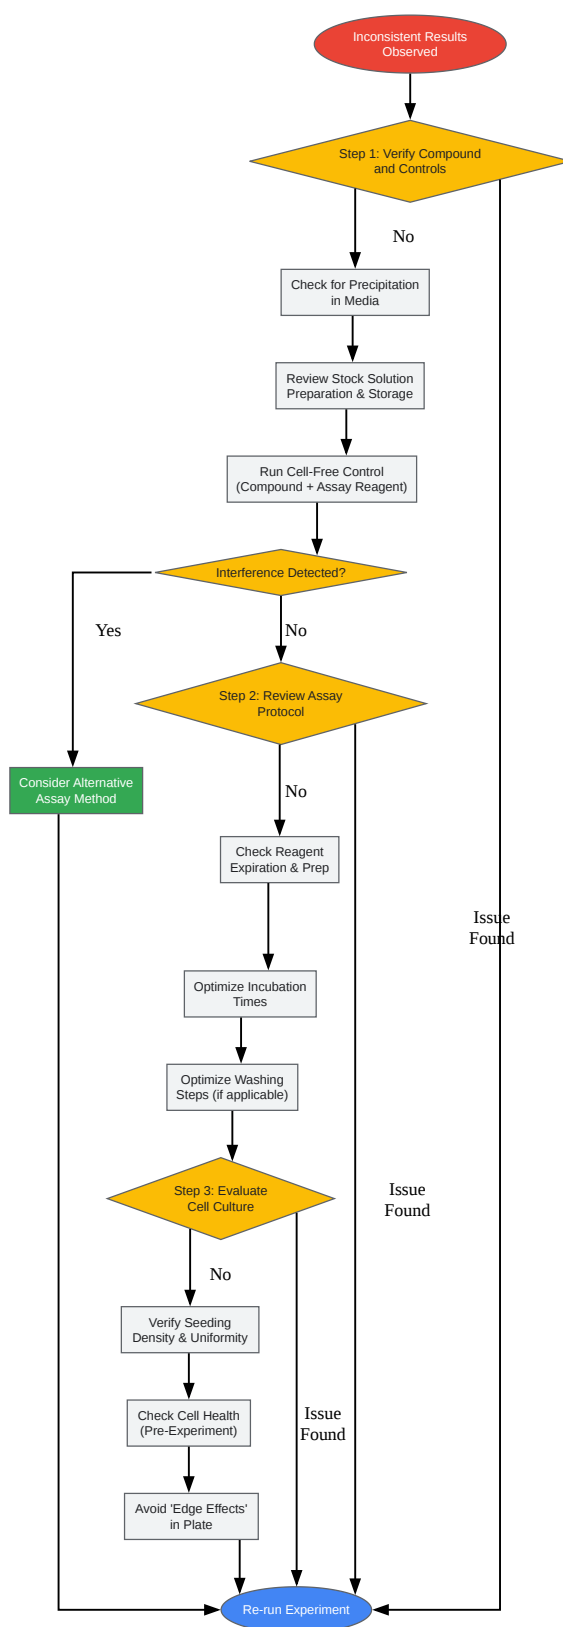 Inconsistent Results
Observed
Step 1: Verify Compound
and Controls
No
Check for Precipitation
in Media
Review Stock Solution
Preparation & Storage
Run Cell-Free Control
(Compound + Assay Reagent)
Interference Detected?
Yes
No
Step 2: Review Assay
Protocol
Consider Alternative
Assay Method
No
Check Reagent
Expiration & Prep
Issue
Found
Optimize Incubation
Times
Optimize Washing
Steps (if applicable)
Step 3: Evaluate
Cell Culture
Issue
Found
No
Verify Seeding
Density & Uniformity
Check Cell Health
(Pre-Experiment)
Issue
Found
Avoid 'Edge Effects'
in Plate
Re-run Experiment